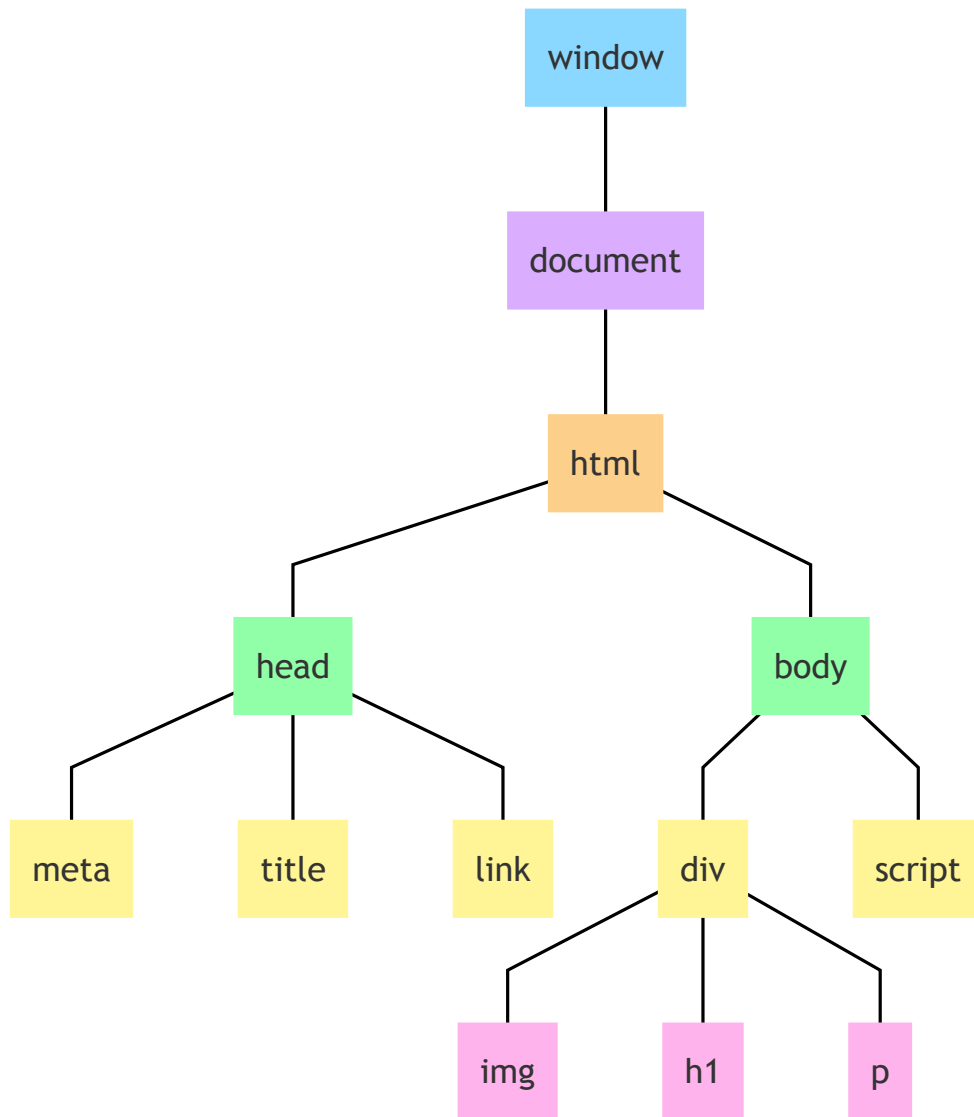 window
document
html
head
body
meta
title
link
div
script
img
h1
p